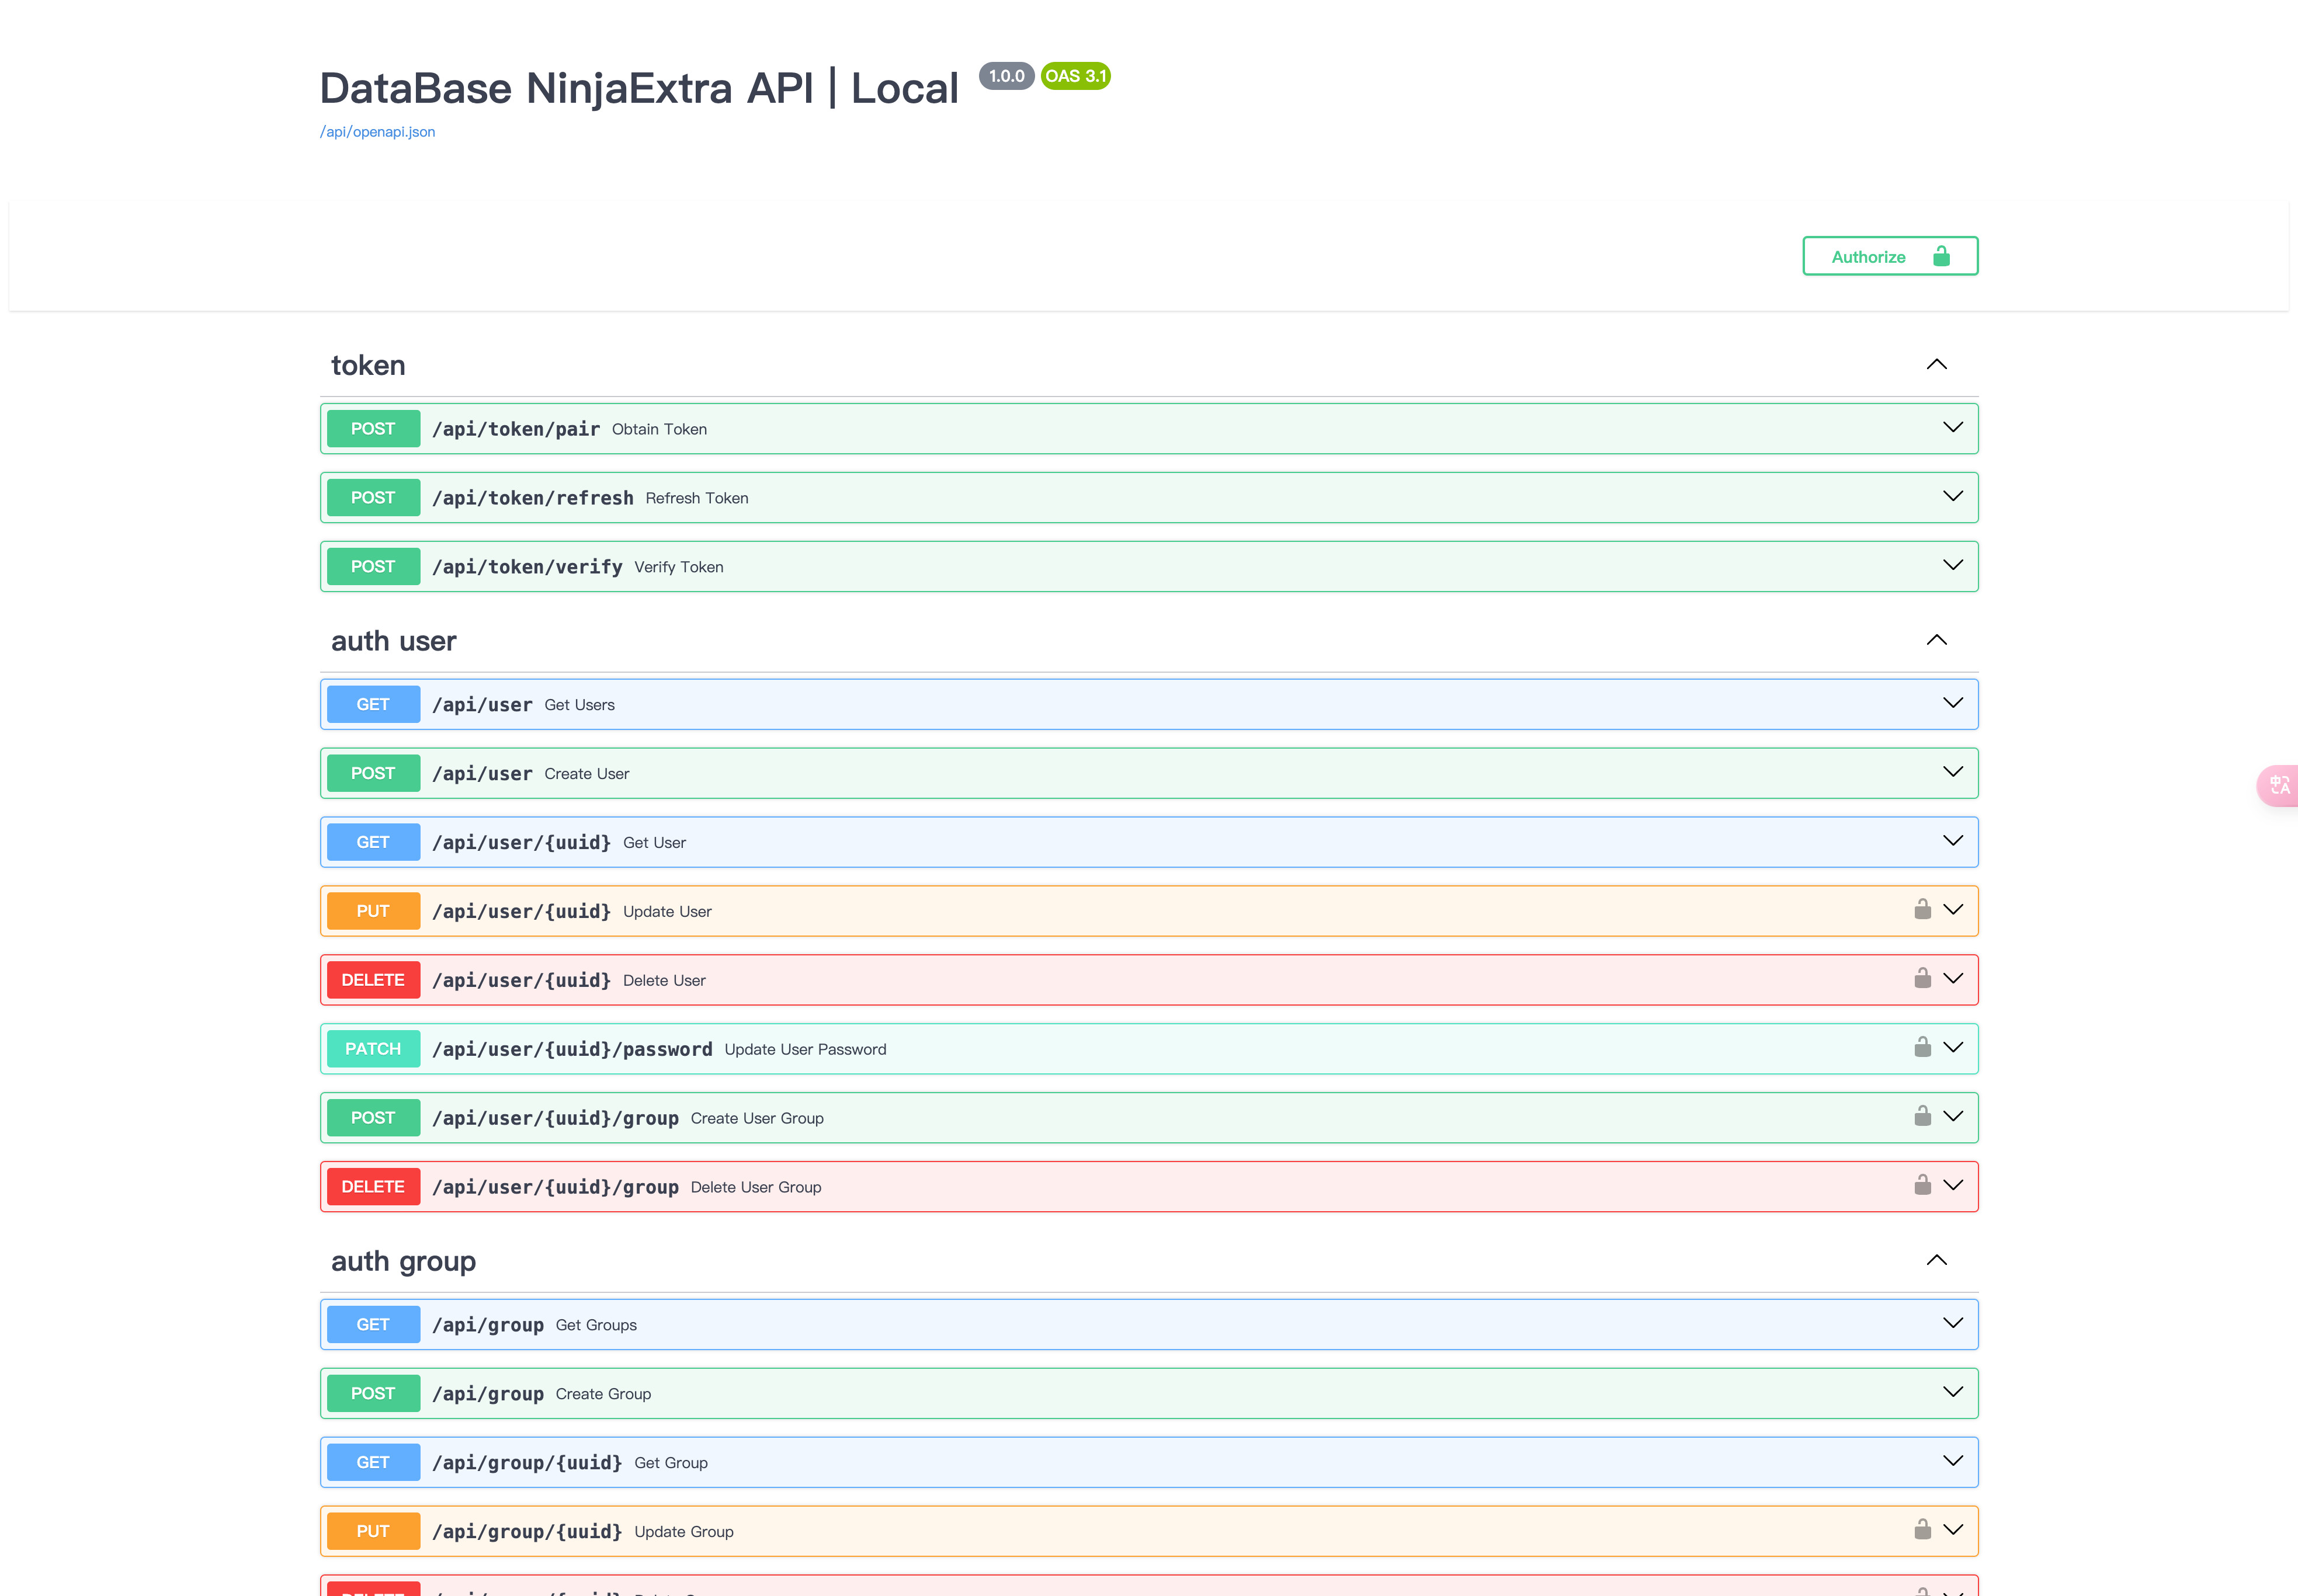 DataBase NinjaExtra API | Local 1.0.0 OAS 3.1
/api/openapi.json
Authorize
token
POST /api/token/pair Obtain Token
POST /api/token/refresh Refresh Token
POST /api/token/verify Verify Token
auth user
GET /api/user Get Users
POST /api/user Create User
GET /api/user/{uuid} Get User
PUT /api/user/{uuid} Update User
DELETE /api/user/{uuid} Delete User
PATCH /api/user/{uuid}/password Update User Password
POST /api/user/{uuid}/group Create User Group
DELETE /api/user/{uuid}/group Delete User Group
auth group
GET /api/group Get Groups
POST /api/group Create Group
GET /api/group/{uuid} Get Group
PUT /api/group/{uuid} Update Group